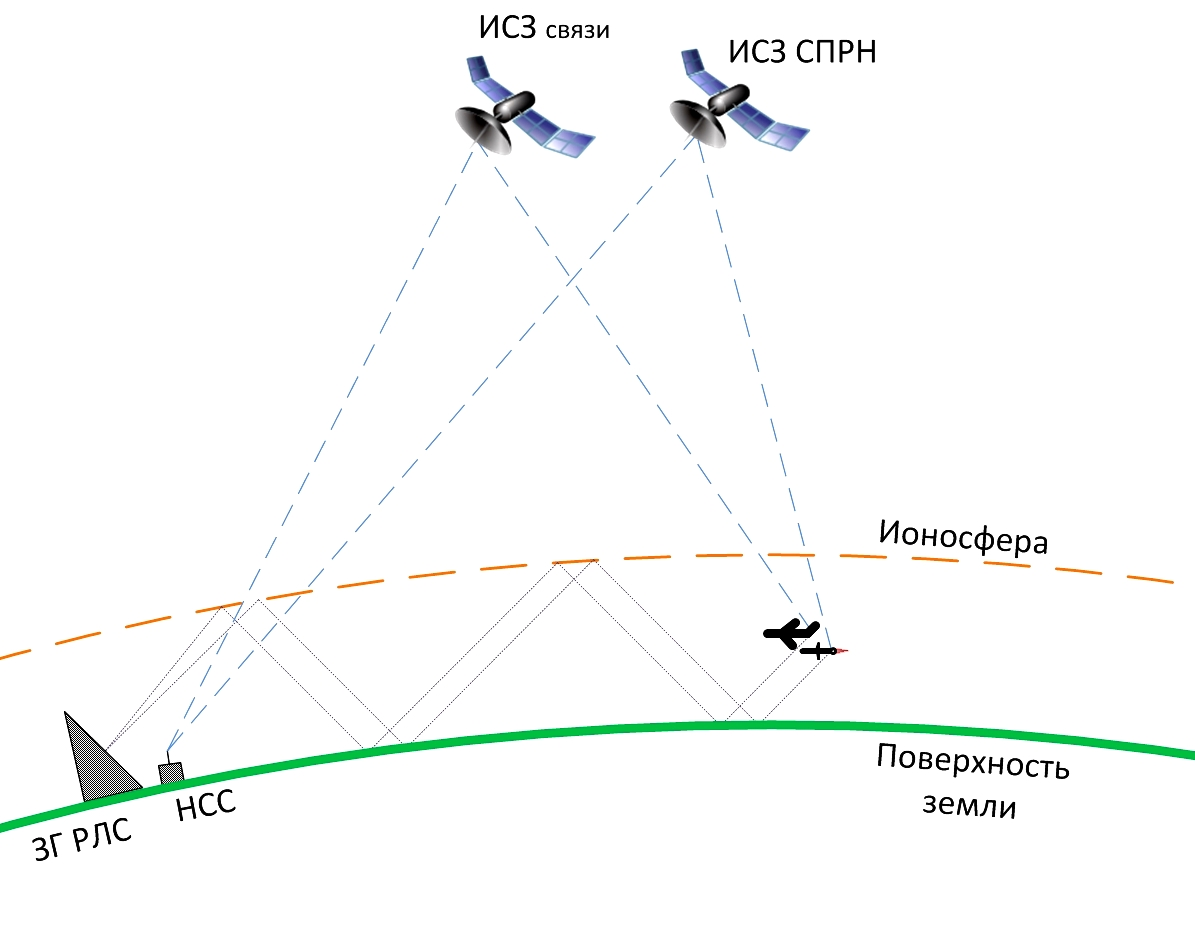 ИСЗ связи
ИСЗ СПРН
Ионосфера
Поверхность
земли
НСС
ЗГ РЛС